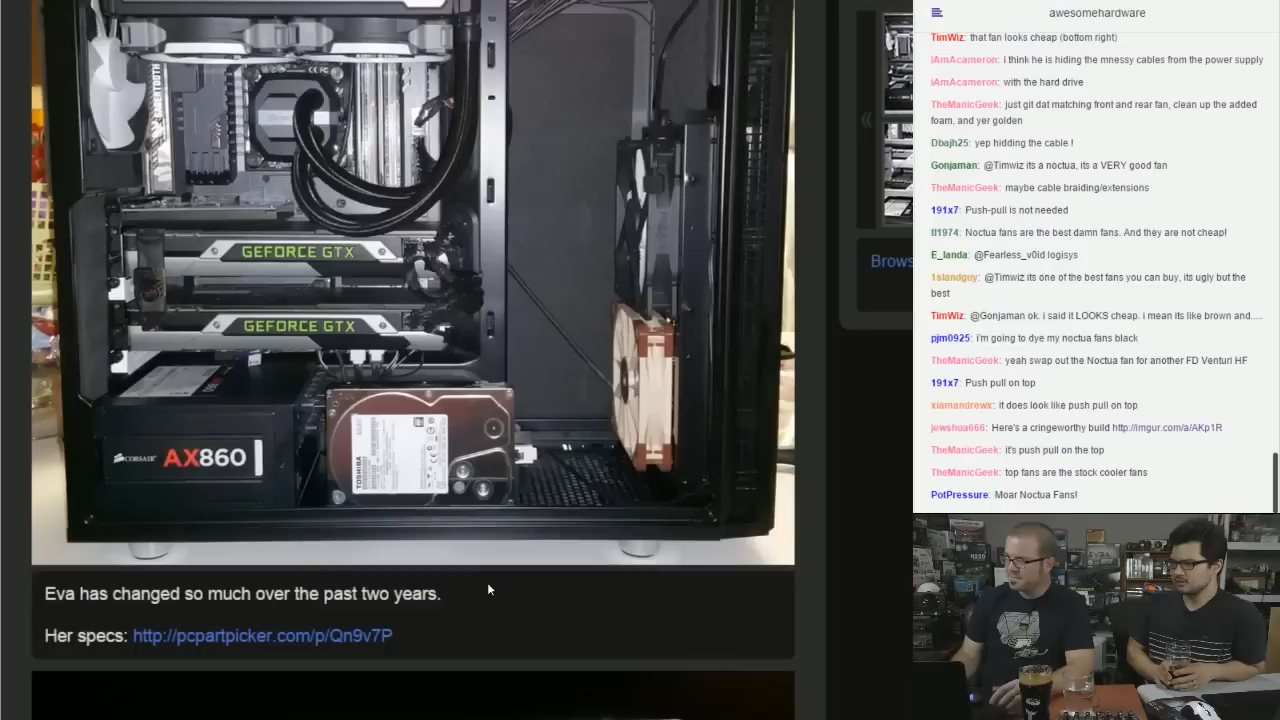 GEFORCE GTX
GEFORCE GTX
CORSAIR AX860
TOSHIBA
Eva has changed so much over the past two years.
Her specs: http://pcpartpicker.com/p/Qn9v7P
Brows
awesomehardware
TimWiz: that fan looks cheap (bottom right)
iAmAcameron: i think he is hiding the mnessy cables from the power supply
iAmAcameron: with the hard drive
TheManicGeek: just git dat matching front and rear fan, clean up the added
foam, and yer golden
Dbajh25: yep hidding the cable !
Gonjaman: @Timwiz its a noctua, its a VERY good fan
TheManicGeek: maybe cable braiding/extensions
191x7: Push-pull is not needed
tl1974: Noctua fans are the best damn fans. And they are not cheap!
E_landa: @Fearless_v0id logisys
1slandguy: @Timwiz its one of the best fans you can buy, its ugly but the
best
TimWiz: @Gonjaman ok. i said it LOOKS cheap. i mean its like brown and.....
pjm0925: i'm going to dye my noctua fans black
TheManicGeek: yeah swap out the Noctua fan for another FD Venturi HF
191x7: Push pull on top
xiamandrewx: it does look like push pull on top
jewshua666: Here's a cringeworthy build http://imgur.com/a/AKp1R
TheManicGeek: it's push pull on the top
TheManicGeek: top fans are the stock cooler fans
PotPressure: Moar Noctua Fans!